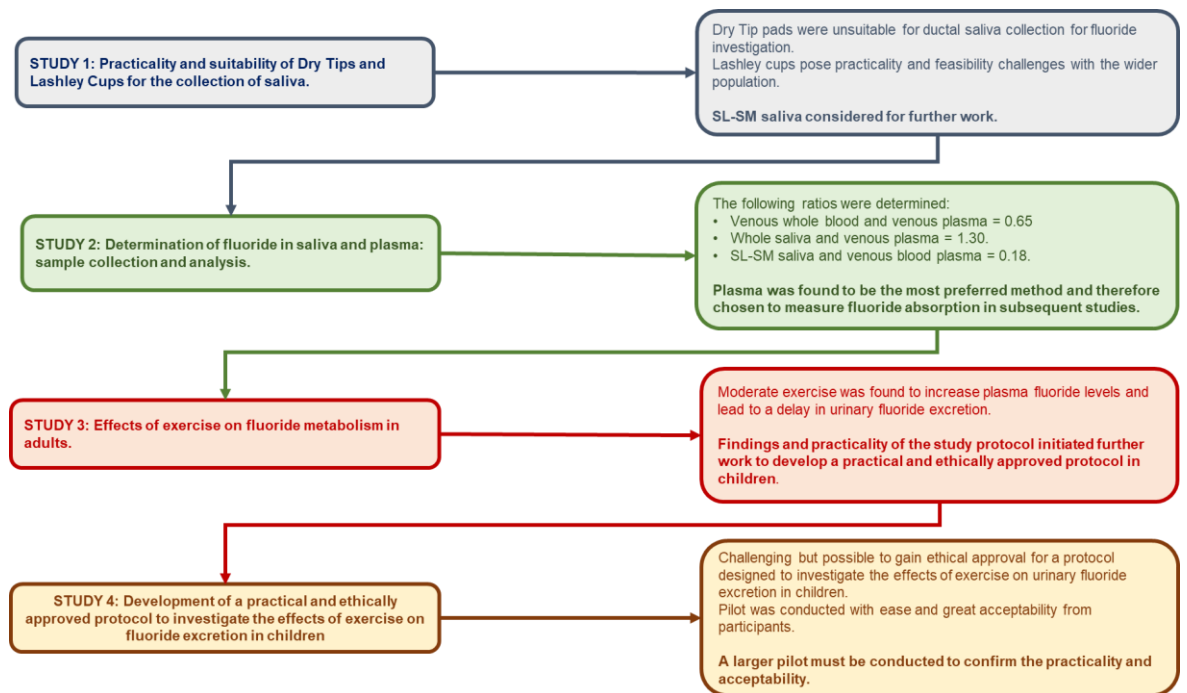 STUDY 1: Practicality and suitability of Dry Tips and
Lashley Cups for the collection of saliva.
Dry Tip pads were unsuitable for ductal saliva collection for fluoride
investigation.
Lashley cups pose practicality and feasibility challenges with the wider
population.
SL-SM saliva considered for further work.
STUDY 2: Determination of fluoride in saliva and plasma:
sample collection and analysis.
The following ratios were determined:
• Venous whole blood and venous plasma = 0.65
• Whole saliva and venous plasma = 1.30.
• SL-SM saliva and venous blood plasma = 0.18.
Plasma was found to be the most preferred method and therefore
chosen to measure fluoride absorption in subsequent studies.
STUDY 3: Effects of exercise on fluoride metabolism in
adults.
Moderate exercise was found to increase plasma fluoride levels and
lead to a delay in urinary fluoride excretion.
Findings and practicality of the study protocol initiated further
work to develop a practical and ethically approved protocol in
children.
STUDY 4: Development of a practical and ethically
approved protocol to investigate the effects of exercise on
fluoride excretion in children
Challenging but possible to gain ethical approval for a protocol
designed to investigate the effects of exercise on urinary fluoride
excretion in children.
Pilot was conducted with ease and great acceptability from
participants.
A larger pilot must be conducted to confirm the practicality and
acceptability.